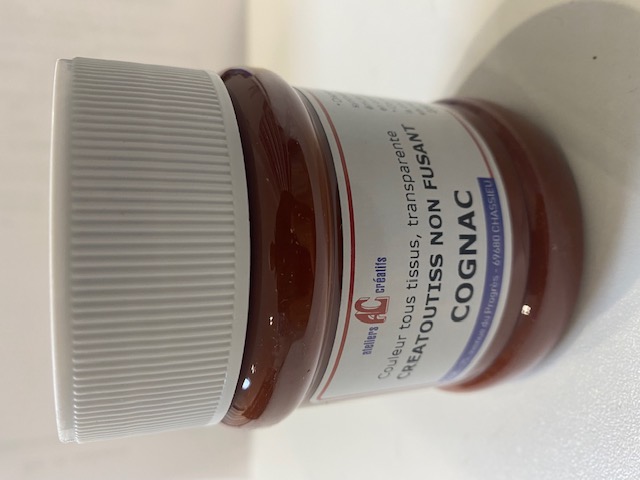 ateliers AC créatifs
Couleur tous tissus, transparente
CREATOUTISS NON FUSANT
COGNAC
du Progrès - 69680 CHASSIEU